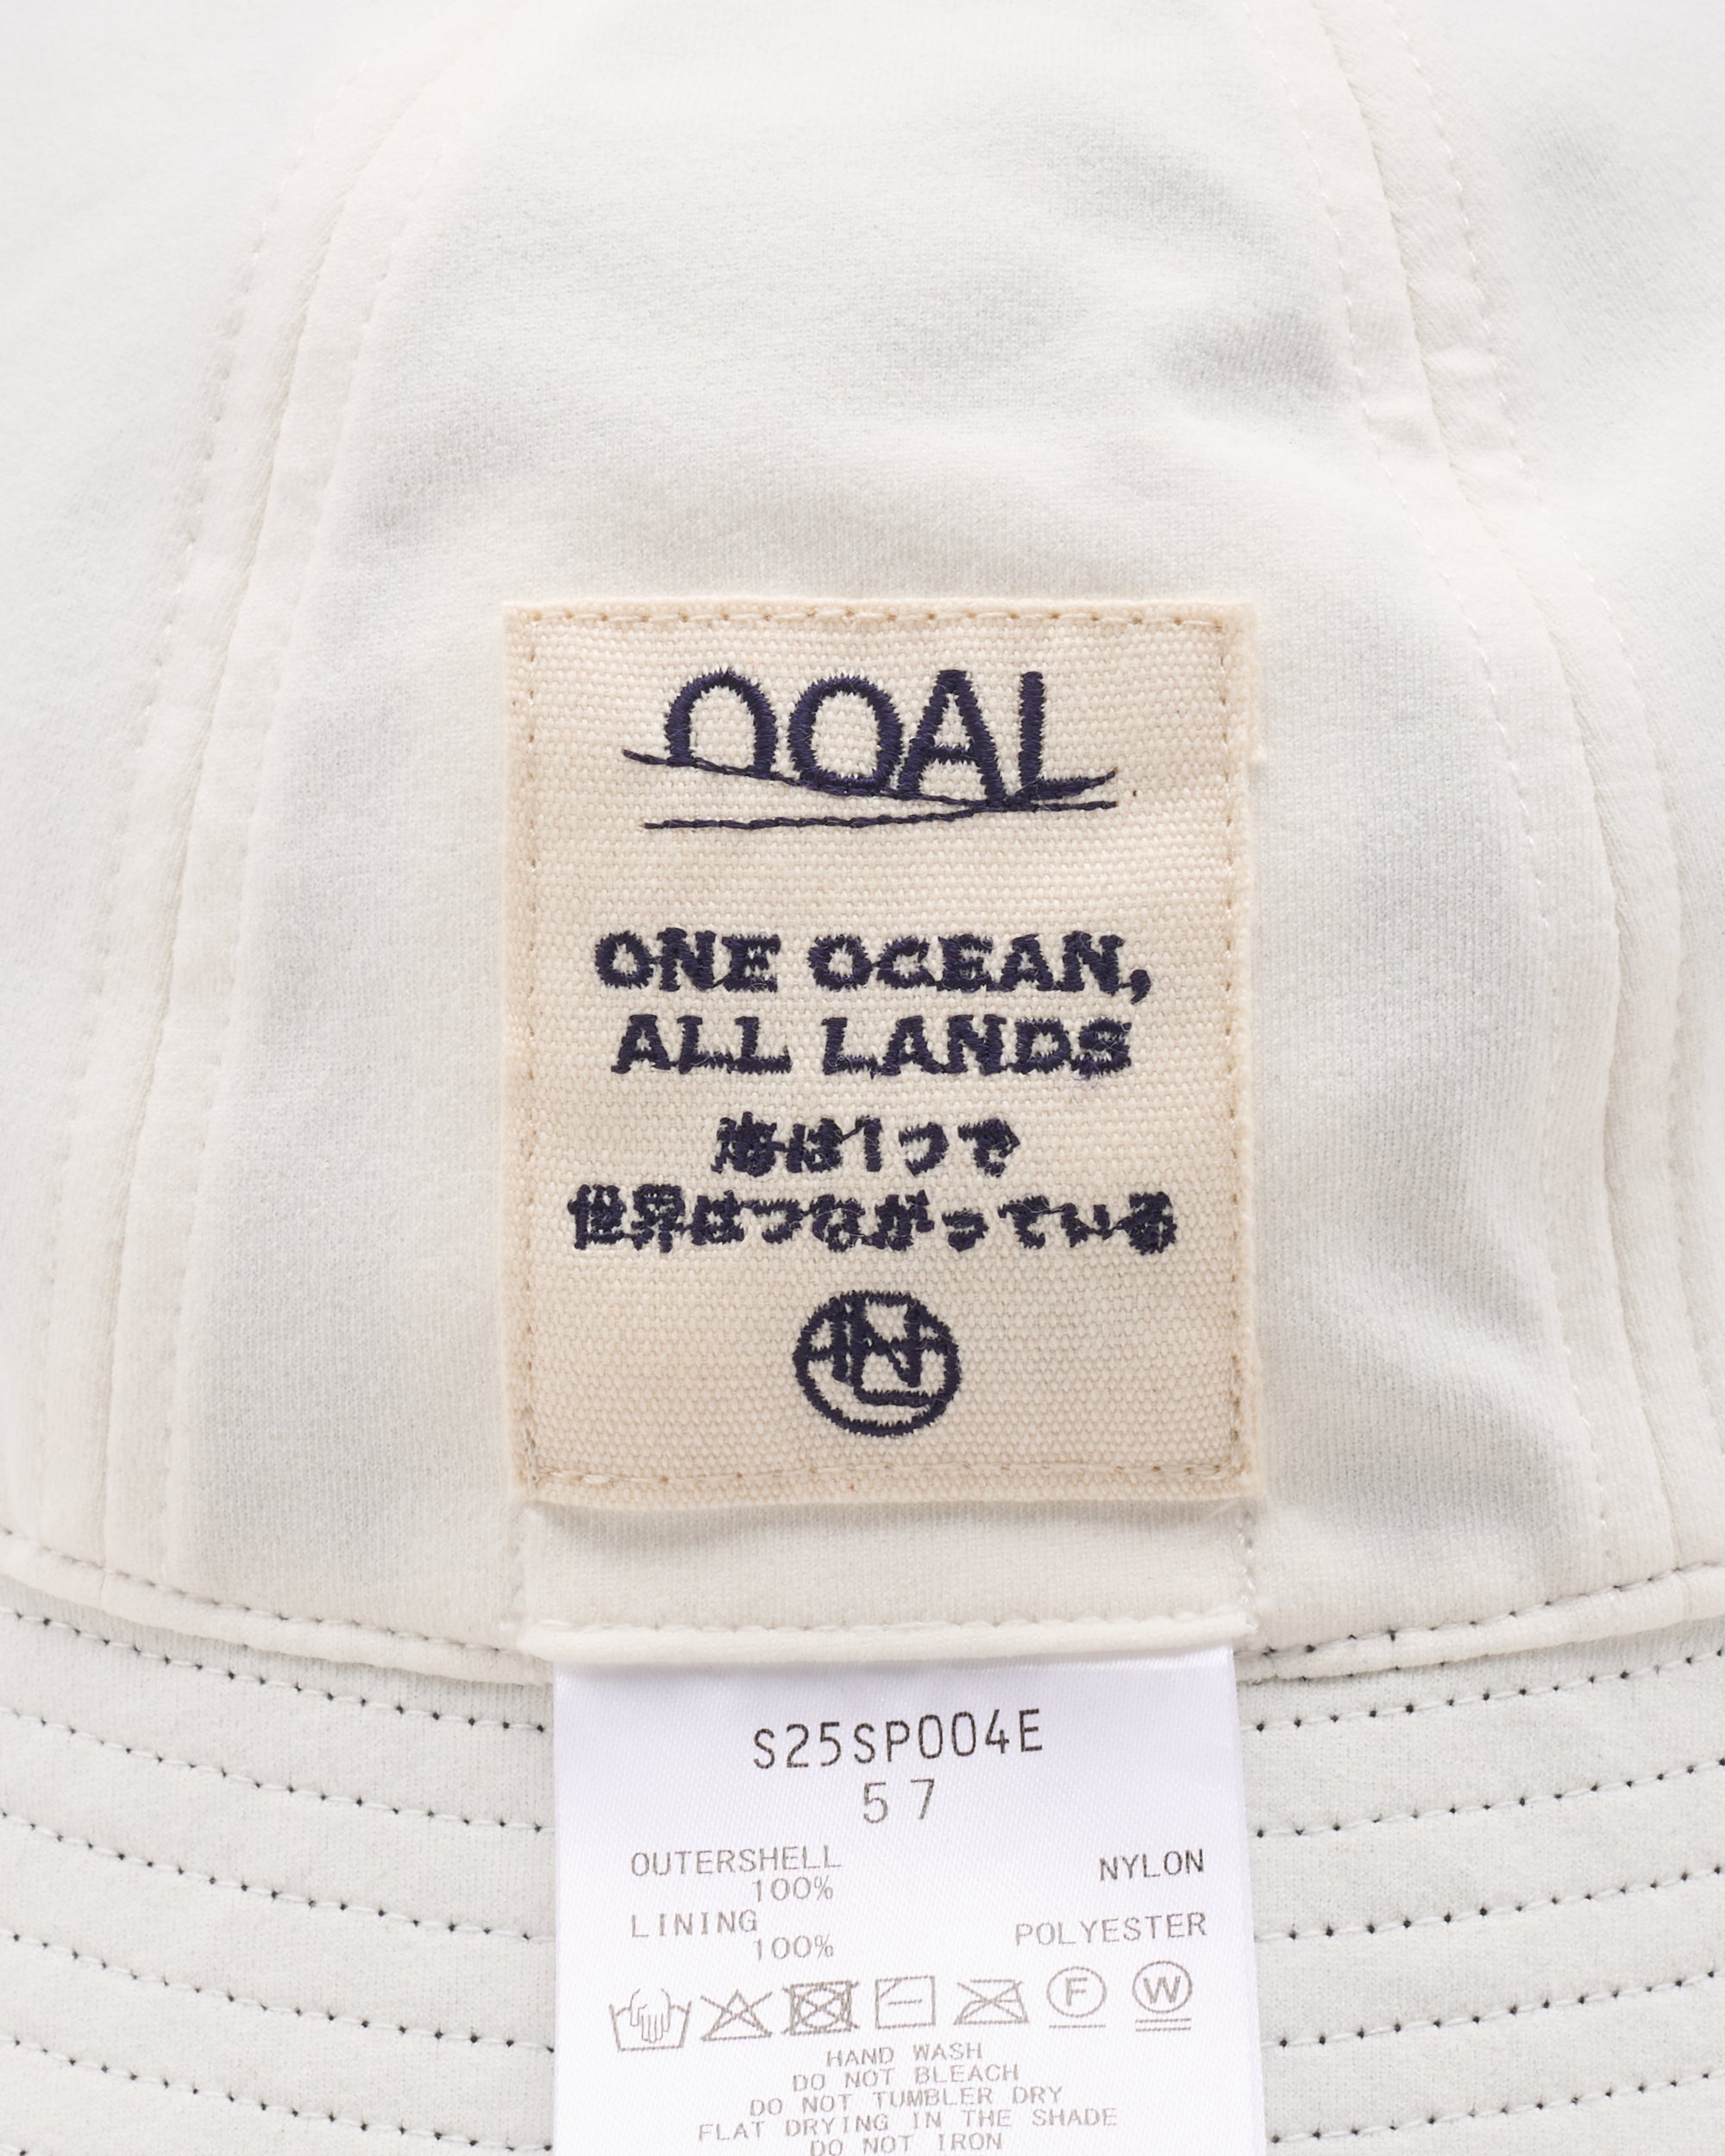 OOAL
ONE OCEAN,
ALL LANDS
海は1つで
世界はつながっている
S25SP004E
57
OUTERSHELL NYLON
100%
LINING POLYESTER
100%
F W
HAND WASH
DO NOT BLEACH
DO NOT TUMBLER DRY
FLAT DRYING IN THE SHADE
DO NOT IRON